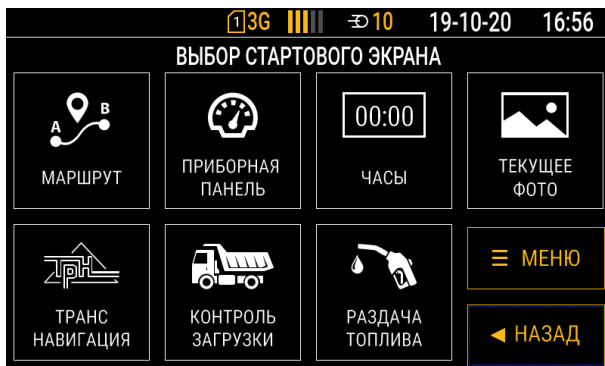 1 3G 10 19-10-20 16:56
ВЫБОР СТАРТОВОГО ЭКРАНА
A B
МАРШРУТ
ПРИБОРНАЯ
ПАНЕЛЬ
00:00
ЧАСЫ
ТЕКУЩЕЕ
ФОТО
ТРН
ТРАНС
НАВИГАЦИЯ
КОНТРОЛЬ
ЗАГРУЗКИ
РАЗДАЧА
ТОПЛИВА
☰ МЕНЮ
◄ НАЗАД